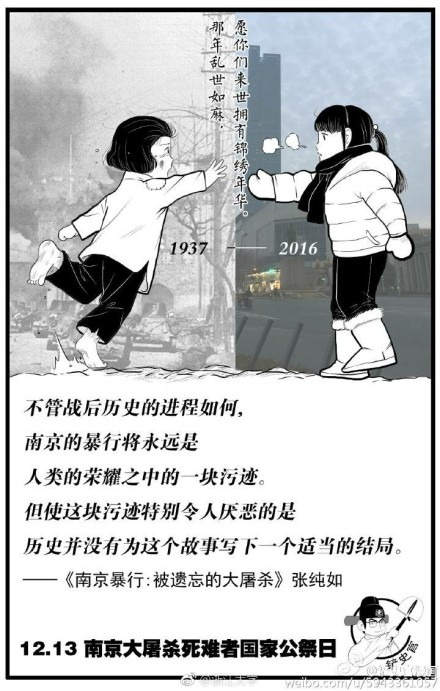 那年乱世如麻，
愿你们来世拥有锦绣年华。
1937 —— 2016
不管战后历史的进程如何，
南京的暴行将永远是
人类的荣耀之中的一块污迹。
但使这块污迹特别令人厌恶的是
历史并没有为这个故事写下一个适当的结局。
——《南京暴行：被遗忘的大屠杀》张纯如
12.13 南京大屠杀死难者国家公祭日
铲史官
weibo.com/u/5943361057